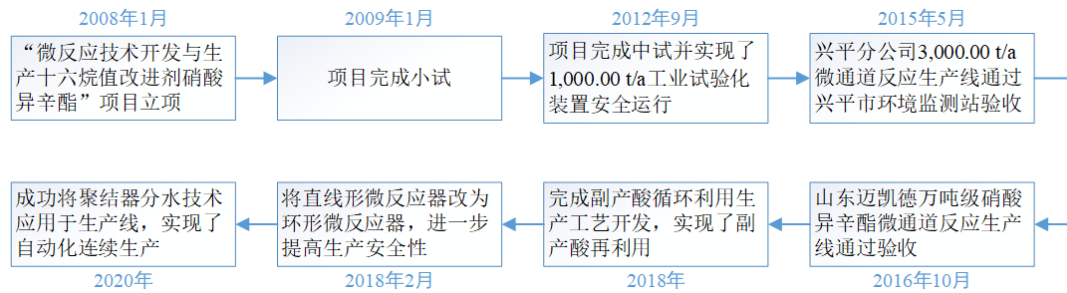 2008年1月
“微反应技术开发与生
产十六烷值改进剂硝酸
异辛酯”项目立项
2009年1月
项目完成小试
2012年9月
项目完成中试并实现了
1,000.00 t/a工业试验化
装置安全运行
2015年5月
兴平分公司3,000.00 t/a
微通道反应生产线通过
兴平市环境监测站验收
山东迈凯德万吨级硝酸
异辛酯微通道反应生产
线通过验收
2016年10月
完成副产酸循环利用生
产工艺开发，实现了副
产酸再利用
2018年
将直线形微反应器改为
环形微反应器，进一步
提高生产安全性
2018年2月
成功将聚结器分水技术
应用于生产线，实现了
自动化连续生产
2020年